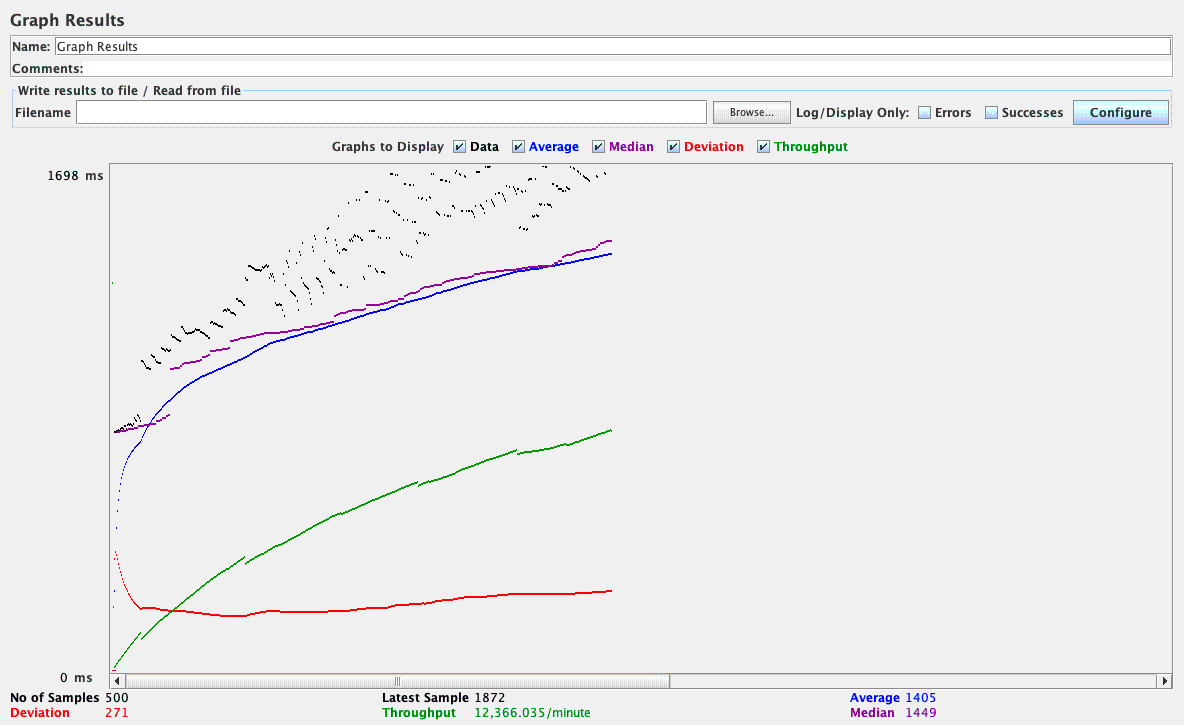 Graph Results
Name: Graph Results
Comments:
Write results to file / Read from file
Filename Browse... Log/Display Only: Errors Successes Configure
Graphs to Display Data Average Median Deviation Throughput
1698 ms
0 ms
No of Samples 500 Latest Sample 1872 Average 1405
Deviation 271 Throughput 12,366.035/minute Median 1449